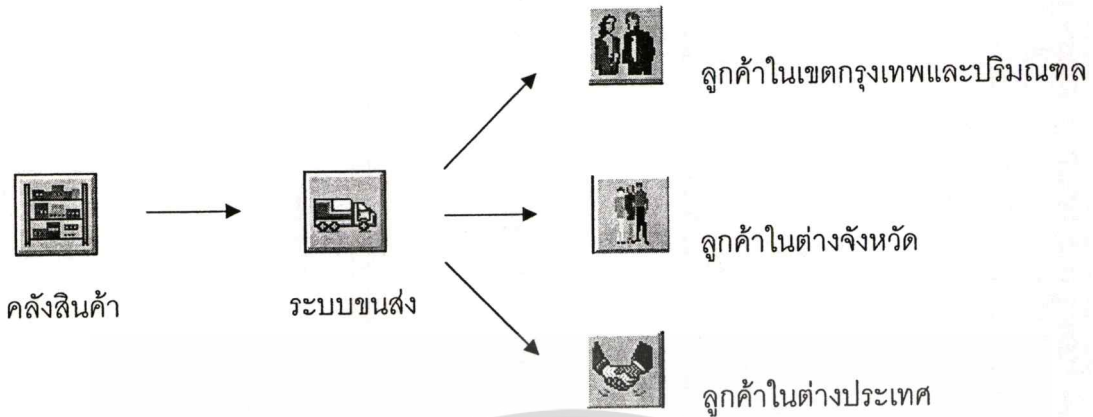 ลูกค้าในเขตกรุงเทพและปริมณฑล
ลูกค้าในต่างจังหวัด
คลังสินค้า
ระบบขนส่ง
ลูกค้าในต่างประเทศ